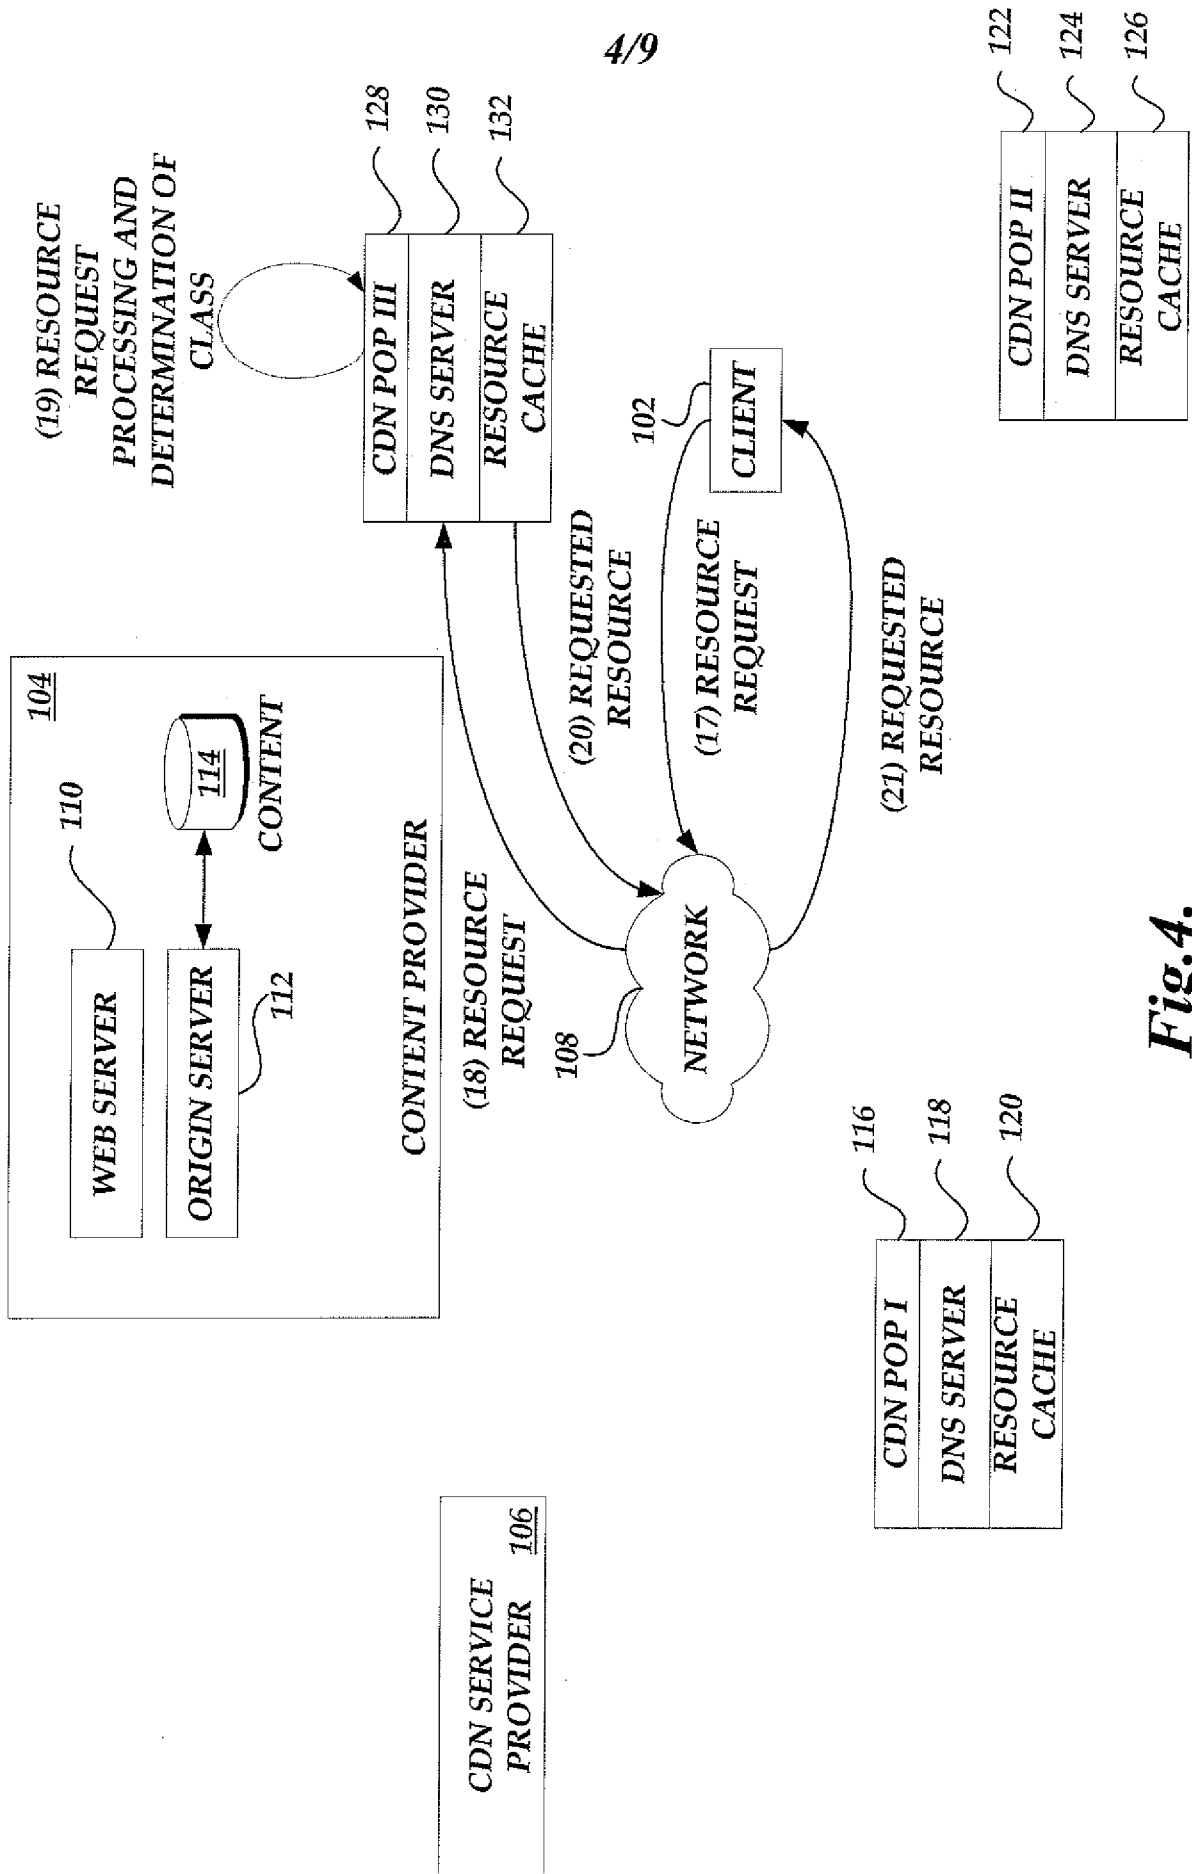 4/9
(19) RESOURCE
REQUEST
PROCESSING AND
DETERMINATION OF
CLASS
104
110
WEB SERVER
ORIGIN SERVER
112
114
CONTENT
CONTENT PROVIDER
CDN POP III
DNS SERVER
RESOURCE
CACHE
128
130
132
CDN SERVICE
PROVIDER
106
(18) RESOURCE
REQUEST
(20) REQUESTED
RESOURCE
108
NETWORK
102
CLIENT
(17) RESOURCE
REQUEST
(21) REQUESTED
RESOURCE
CDN POP I
DNS SERVER
RESOURCE
CACHE
116
118
120
CDN POP II
DNS SERVER
RESOURCE
CACHE
122
124
126
Fig.4.